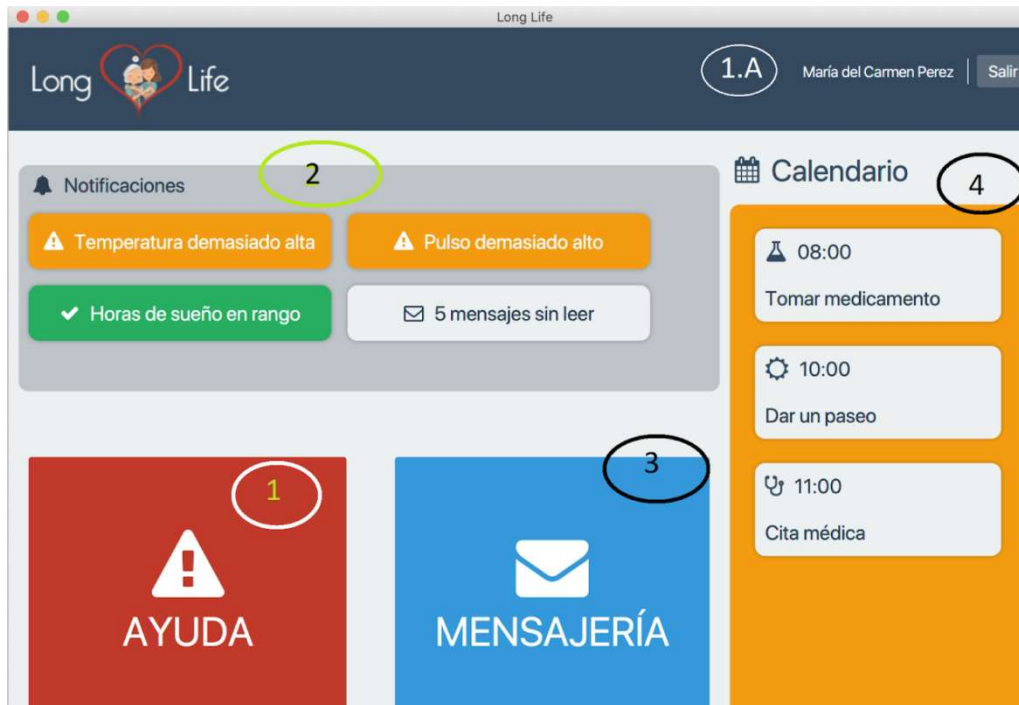 Long Life
Long Life
1.A
María del Carmen Perez
Salir
2
Notificaciones
Temperatura demasiado alta
Pulso demasiado alto
Horas de sueño en rango
5 mensajes sin leer
Calendario
4
08:00
Tomar medicamento
10:00
Dar un paseo
11:00
Cita médica
1
AYUDA
3
MENSAJERÍA